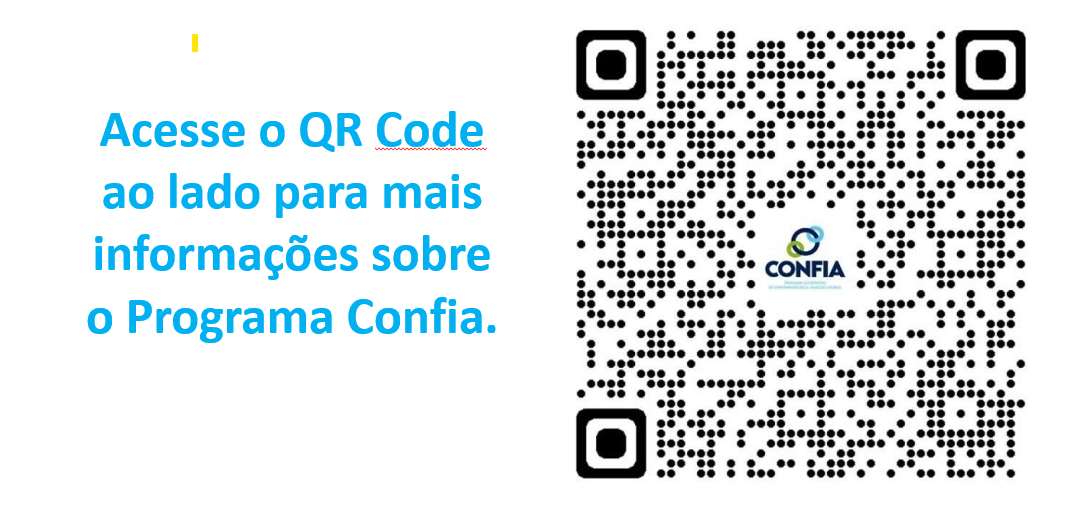 Acesse o QR Code
ao lado para mais
informações sobre
o Programa Confia.
CONFIA